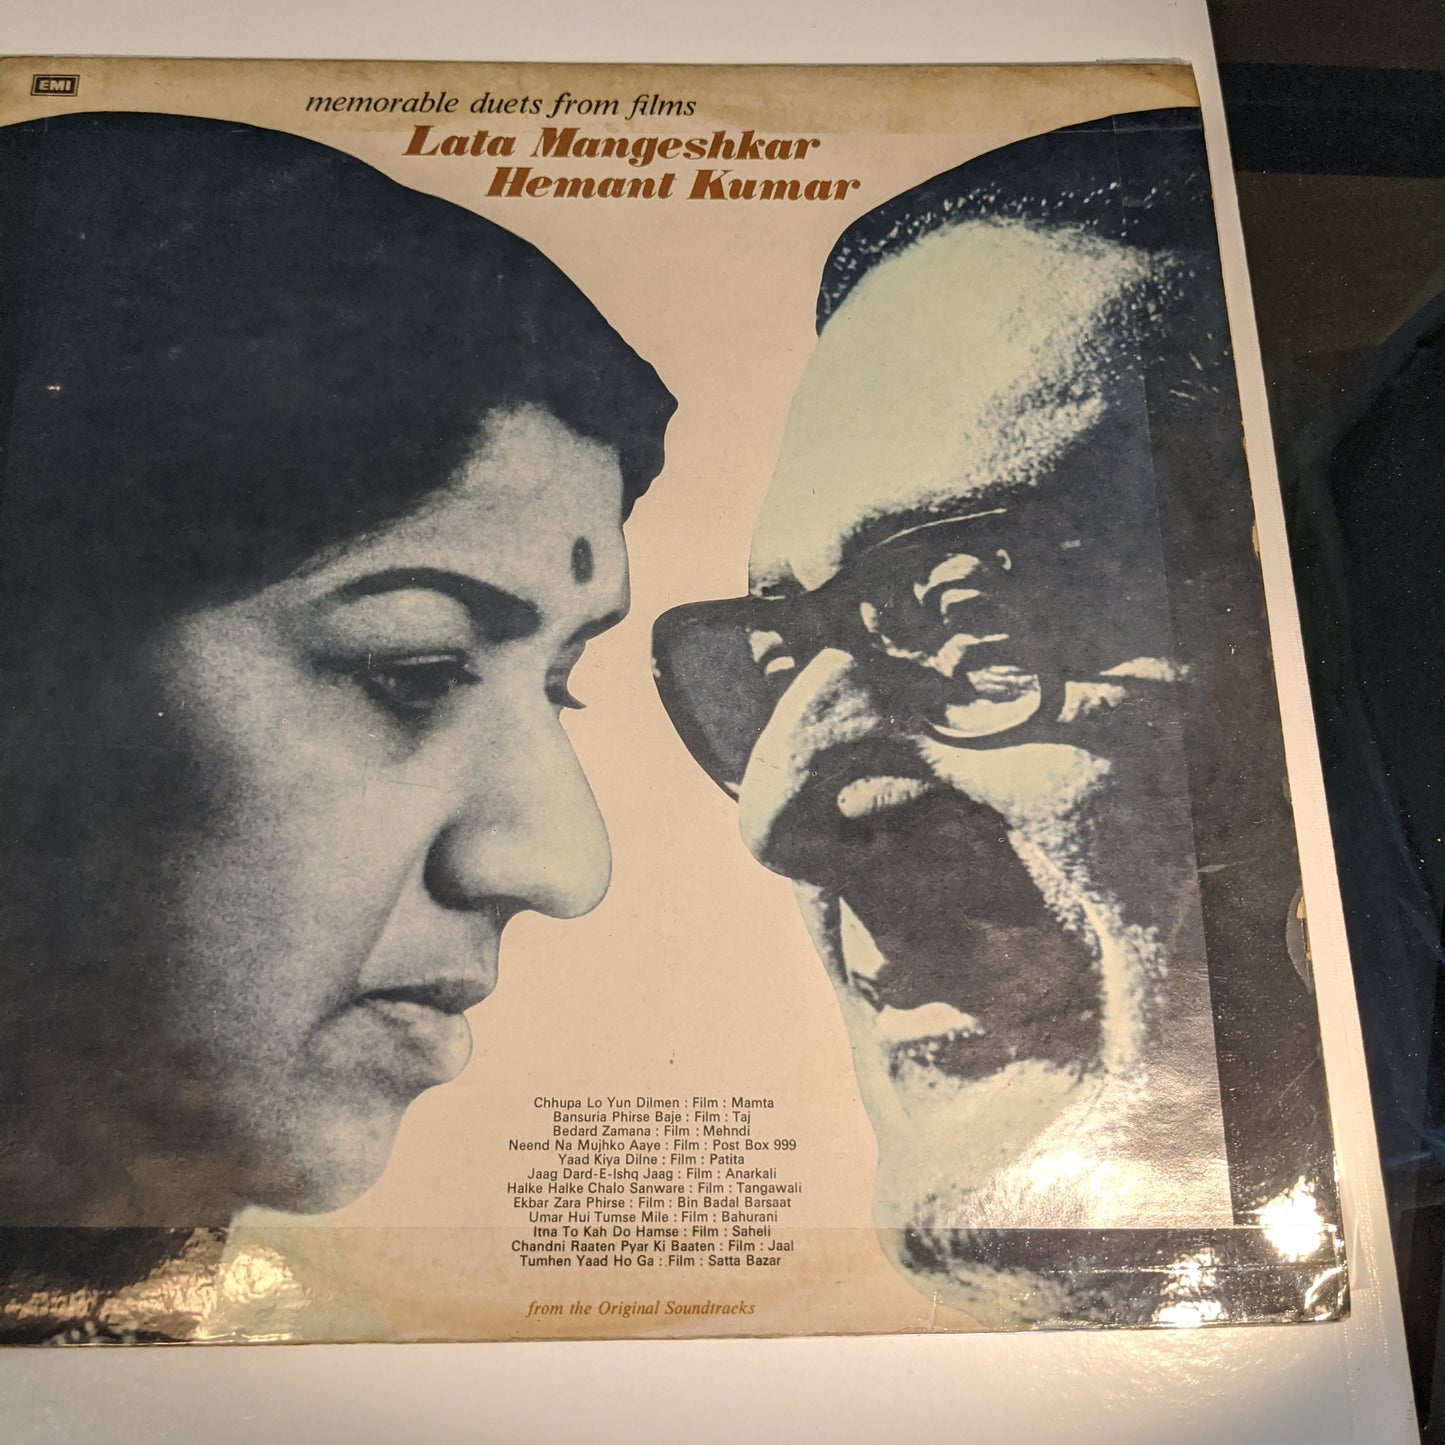 EMI
memorable duets from films
Lata Mangeshkar
Hemant Kumar
Chhupa Lo Yun Dilmen : Film : Mamta
Bansuria Phirse Baje : Film : Taj
Bedard Zamana : Film : Mehndi
Neend Na Mujhko Aaye : Film : Post Box 999
Yaad Kiya Dilne : Film : Patita
Jaag Dard-E-Ishq Jaag : Film : Anarkali
Halke Halke Chalo Sanware : Film : Tangawali
Ekbar Zara Phirse : Film : Bin Badal Barsaat
Umar Hui Tumse Mile : Film : Bahurani
Itna To Kah Do Hamse : Film : Saheli
Chandni Raaten Pyar Ki Baaten : Film : Jaal
Tumhen Yaad Ho Ga : Film : Satta Bazar
from the Original Soundtracks